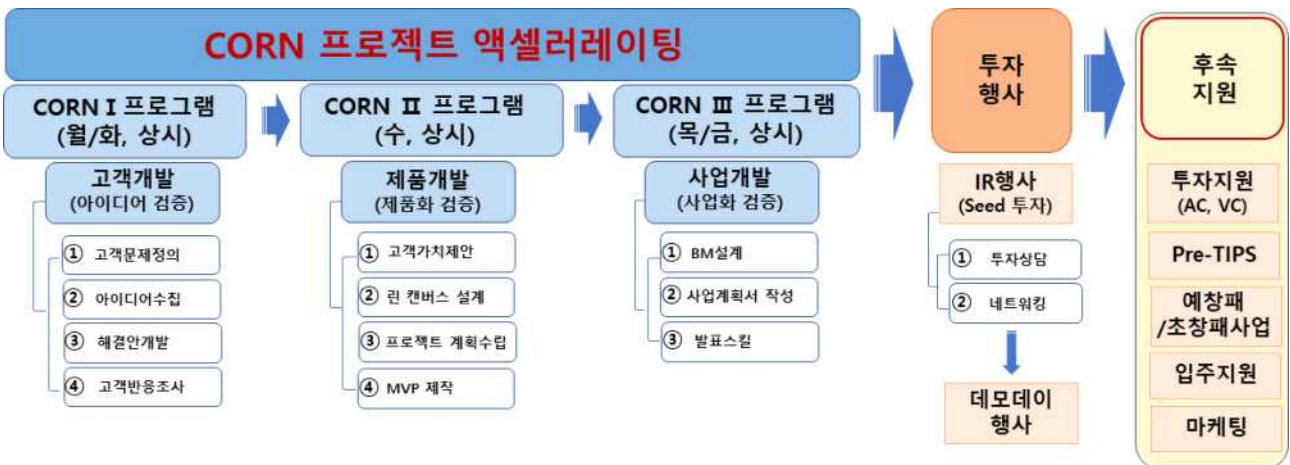 CORN 프로젝트 액셀러레이팅
CORN Ⅰ 프로그램
(월/화, 상시)
고객개발
(아이디어 검증)
① 고객문제정의
② 아이디어수집
③ 해결안개발
④ 고객반응조사
CORN Ⅱ 프로그램
(수, 상시)
제품개발
(제품화 검증)
① 고객가치제안
② 린 캔버스 설계
③ 프로젝트 계획수립
④ MVP 제작
CORN Ⅲ 프로그램
(목/금, 상시)
사업개발
(사업화 검증)
① BM설계
② 사업계획서 작성
③ 발표스킬
투자
행사
IR행사
(Seed 투자)
① 투자상담
② 네트워킹
데모데이
행사
후속
지원
투자지원
(AC, VC)
Pre-TIPS
예창패
/초창패사업
입주지원
마케팅